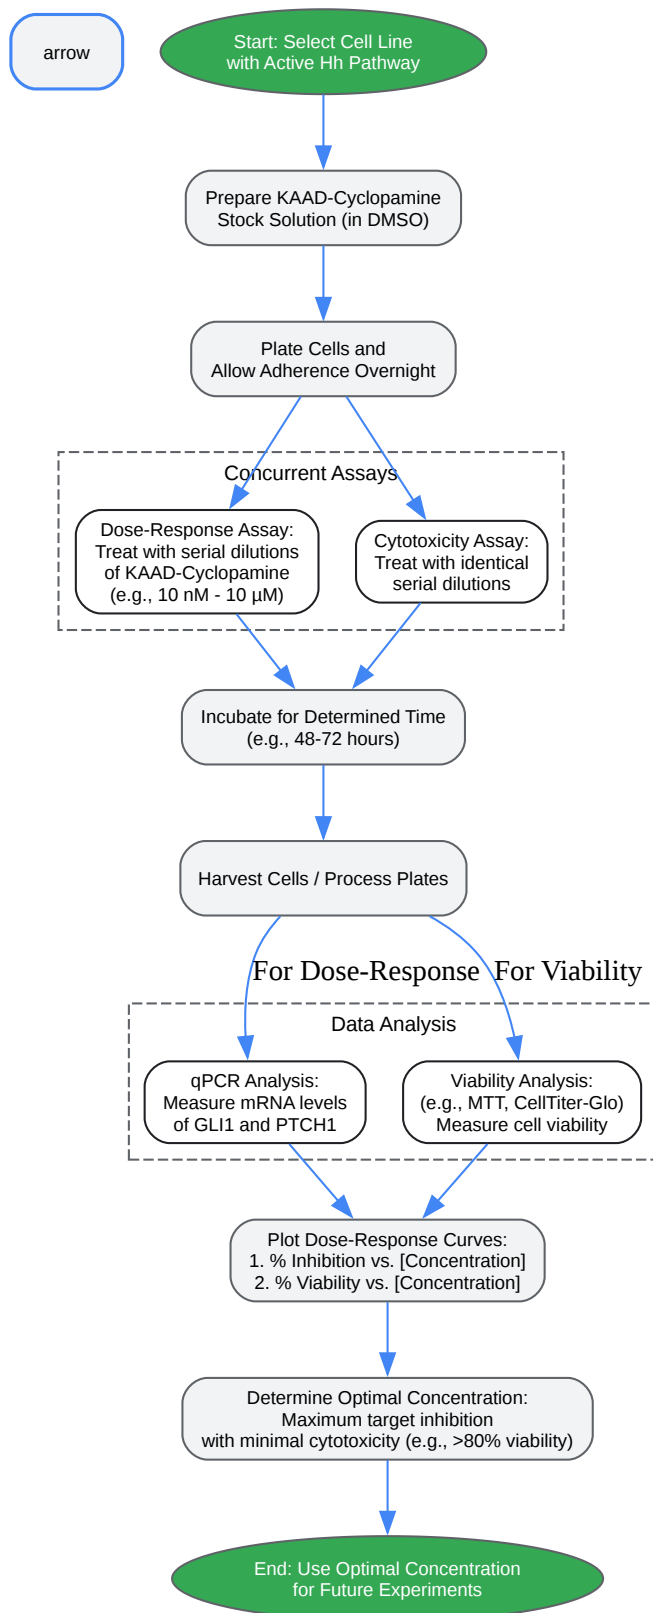 arrow
Start: Select Cell Line
with Active Hh Pathway
Prepare KAAD-Cyclopamine
Stock Solution (in DMSO)
Plate Cells and
Allow Adherence Overnight
Concurrent Assays
Dose-Response Assay:
Treat with serial dilutions
of KAAD-Cyclopamine
(e.g., 10 nM - 10 µM)
Cytotoxicity Assay:
Treat with identical
serial dilutions
Incubate for Determined Time
(e.g., 48-72 hours)
Harvest Cells / Process Plates
For Dose-Response
For Viability
Data Analysis
qPCR Analysis:
Measure mRNA levels
of GLI1 and PTCH1
Viability Analysis:
(e.g., MTT, CellTiter-Glo)
Measure cell viability
Plot Dose-Response Curves:
1. % Inhibition vs. [Concentration]
2. % Viability vs. [Concentration]
Determine Optimal Concentration:
Maximum target inhibition
with minimal cytotoxicity (e.g., >80% viability)
End: Use Optimal Concentration
for Future Experiments